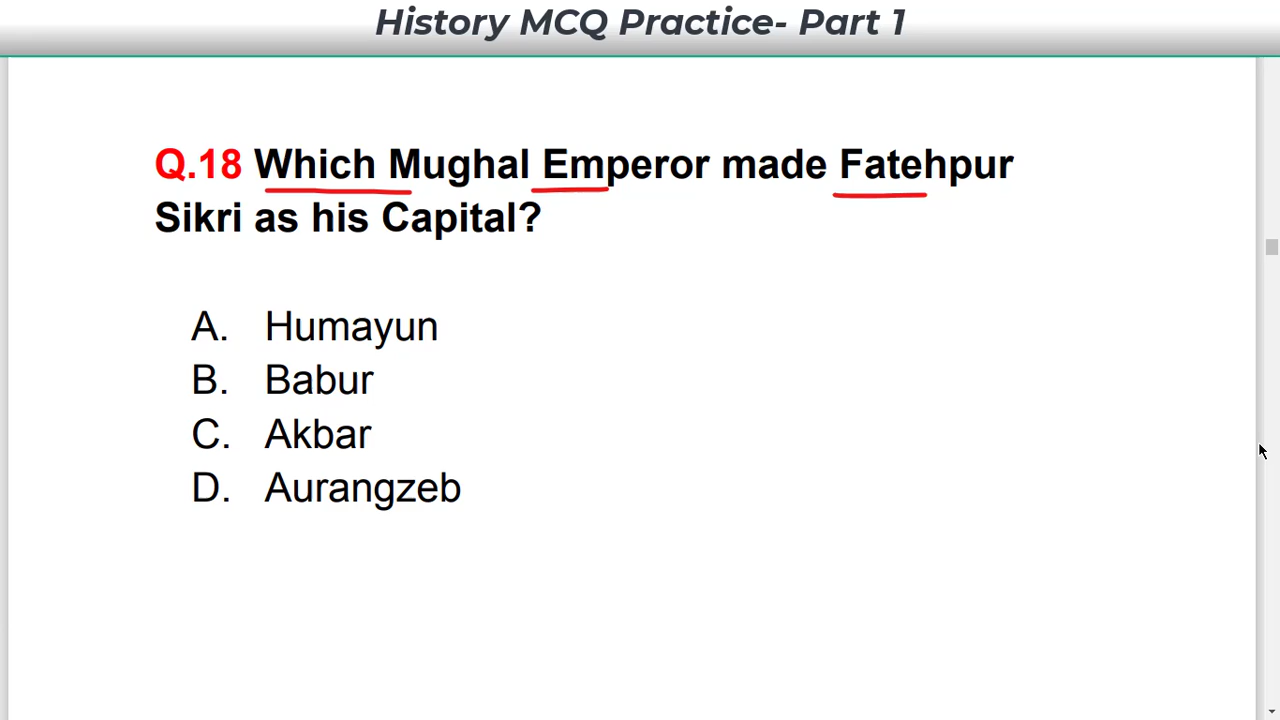 History MCQ Practice- Part 1
Q.18 Which Mughal Emperor made Fatehpur
Sikri as his Capital?
A. Humayun
B. Babur
C. Akbar
D. Aurangzeb